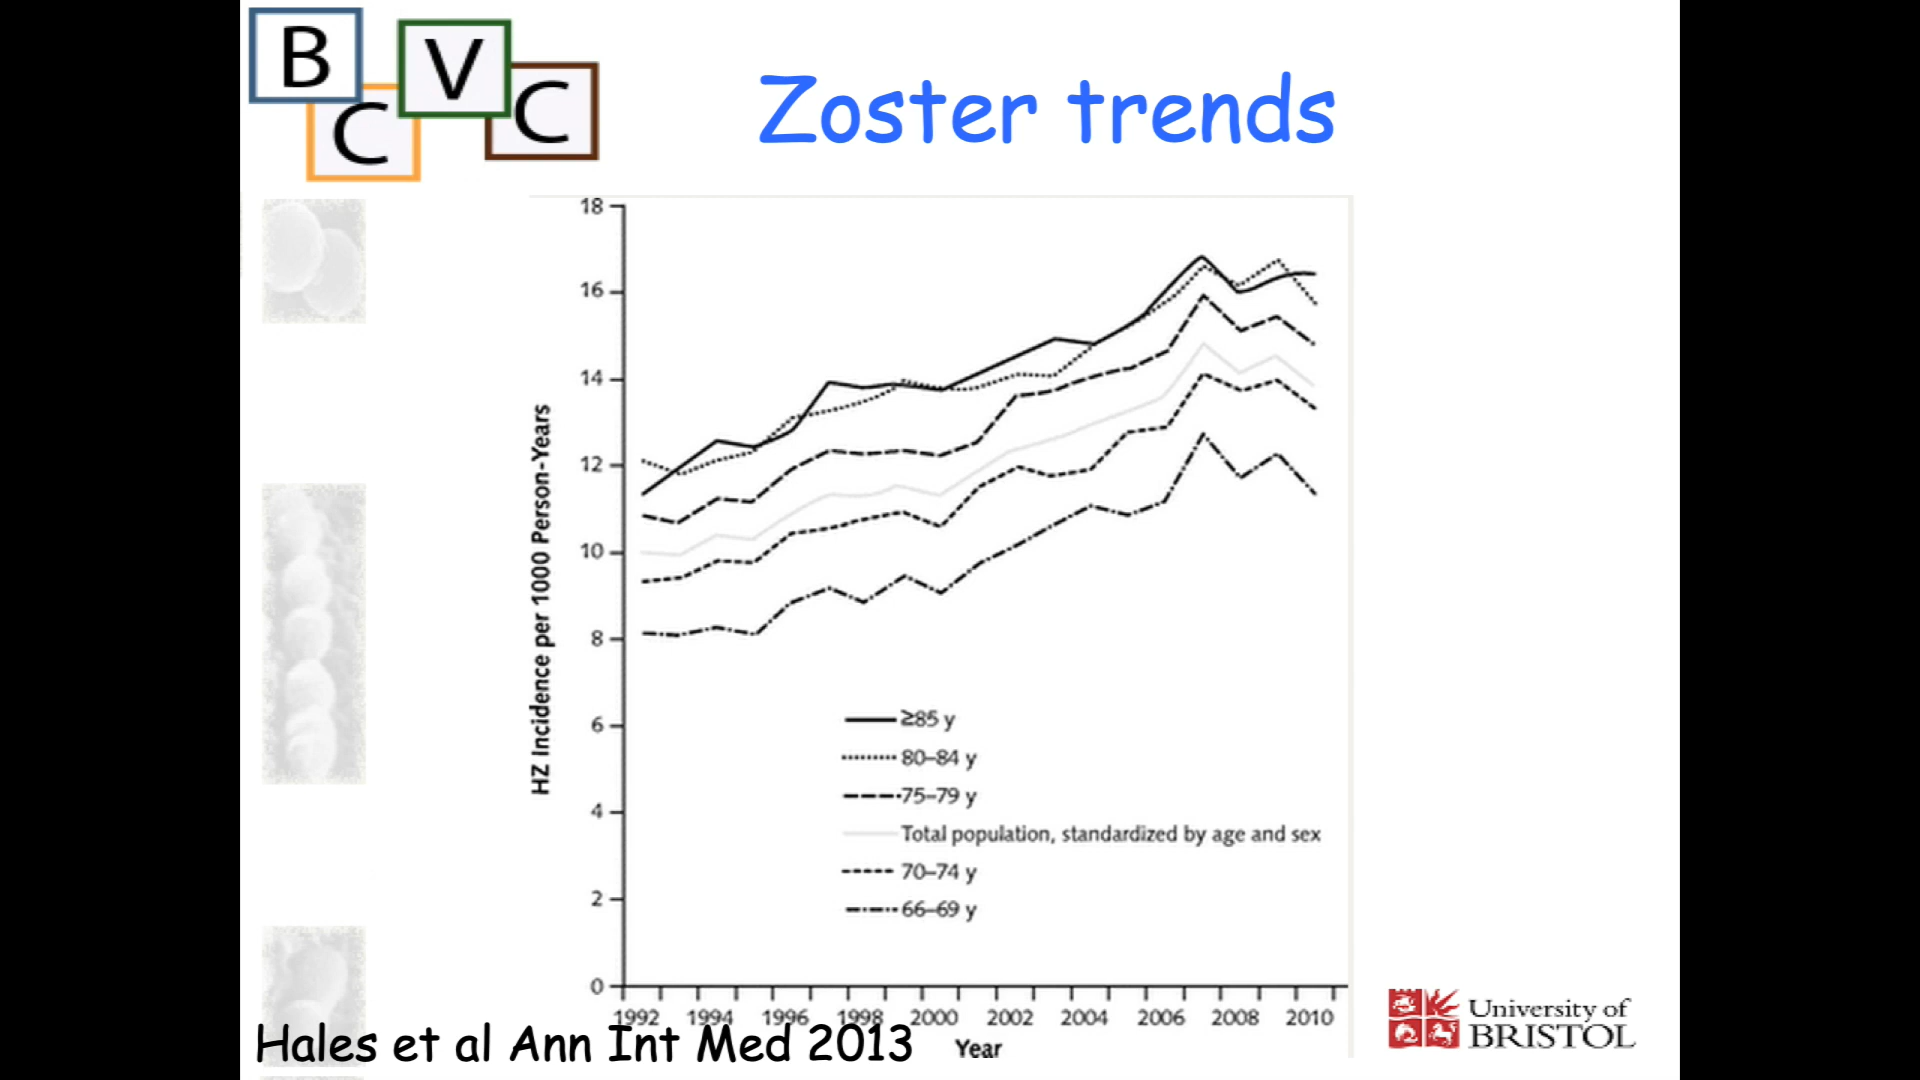 B
C
V
C
Zoster trends
18
16
14
12
10
8
6
4
2
0
HZ Incidence per 1000 Person-Years
≥85 y
80–84 y
75–79 y
Total population, standardized by age and sex
70–74 y
66–69 y
1992 1994 1996 1998 2000 2002 2004 2006 2008 2010
Year
Hales et al Ann Int Med 2013
University of
BRISTOL